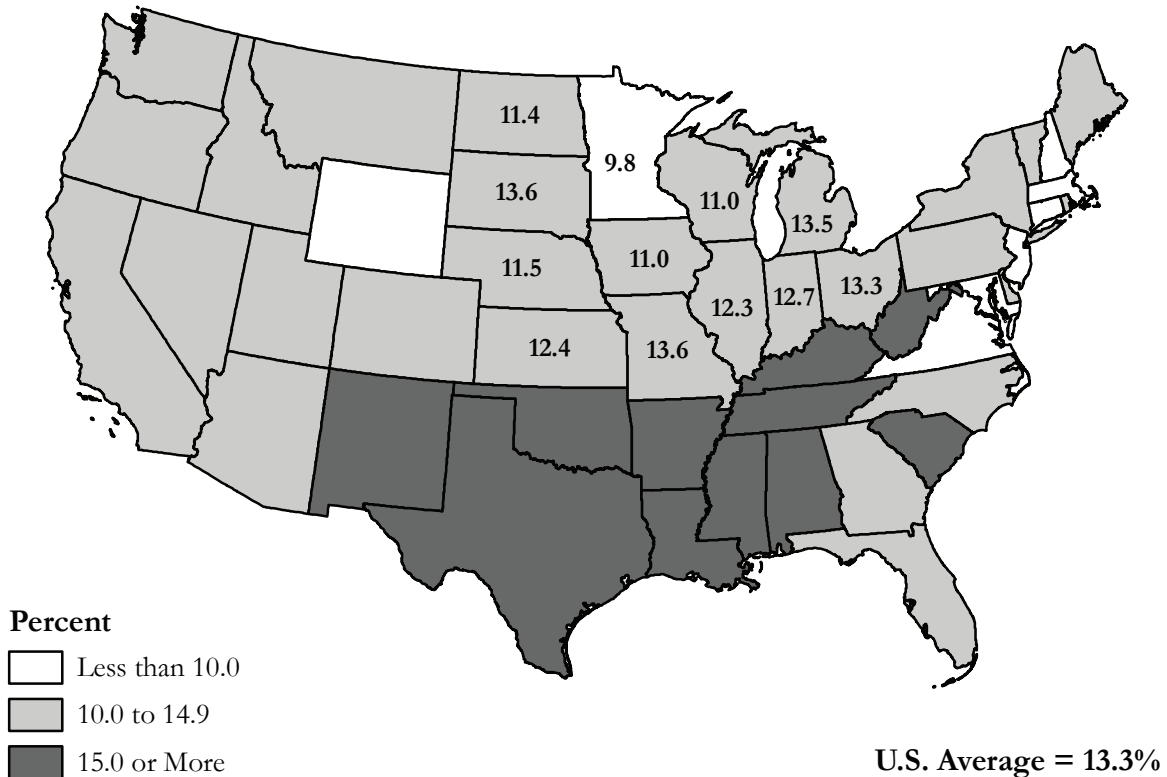 11.4
9.8
13.6
11.0
13.5
11.5
11.0
12.3
12.7
13.3
12.4
13.6
Percent
Less than 10.0
10.0 to 14.9
15.0 or More
U.S. Average = 13.3%